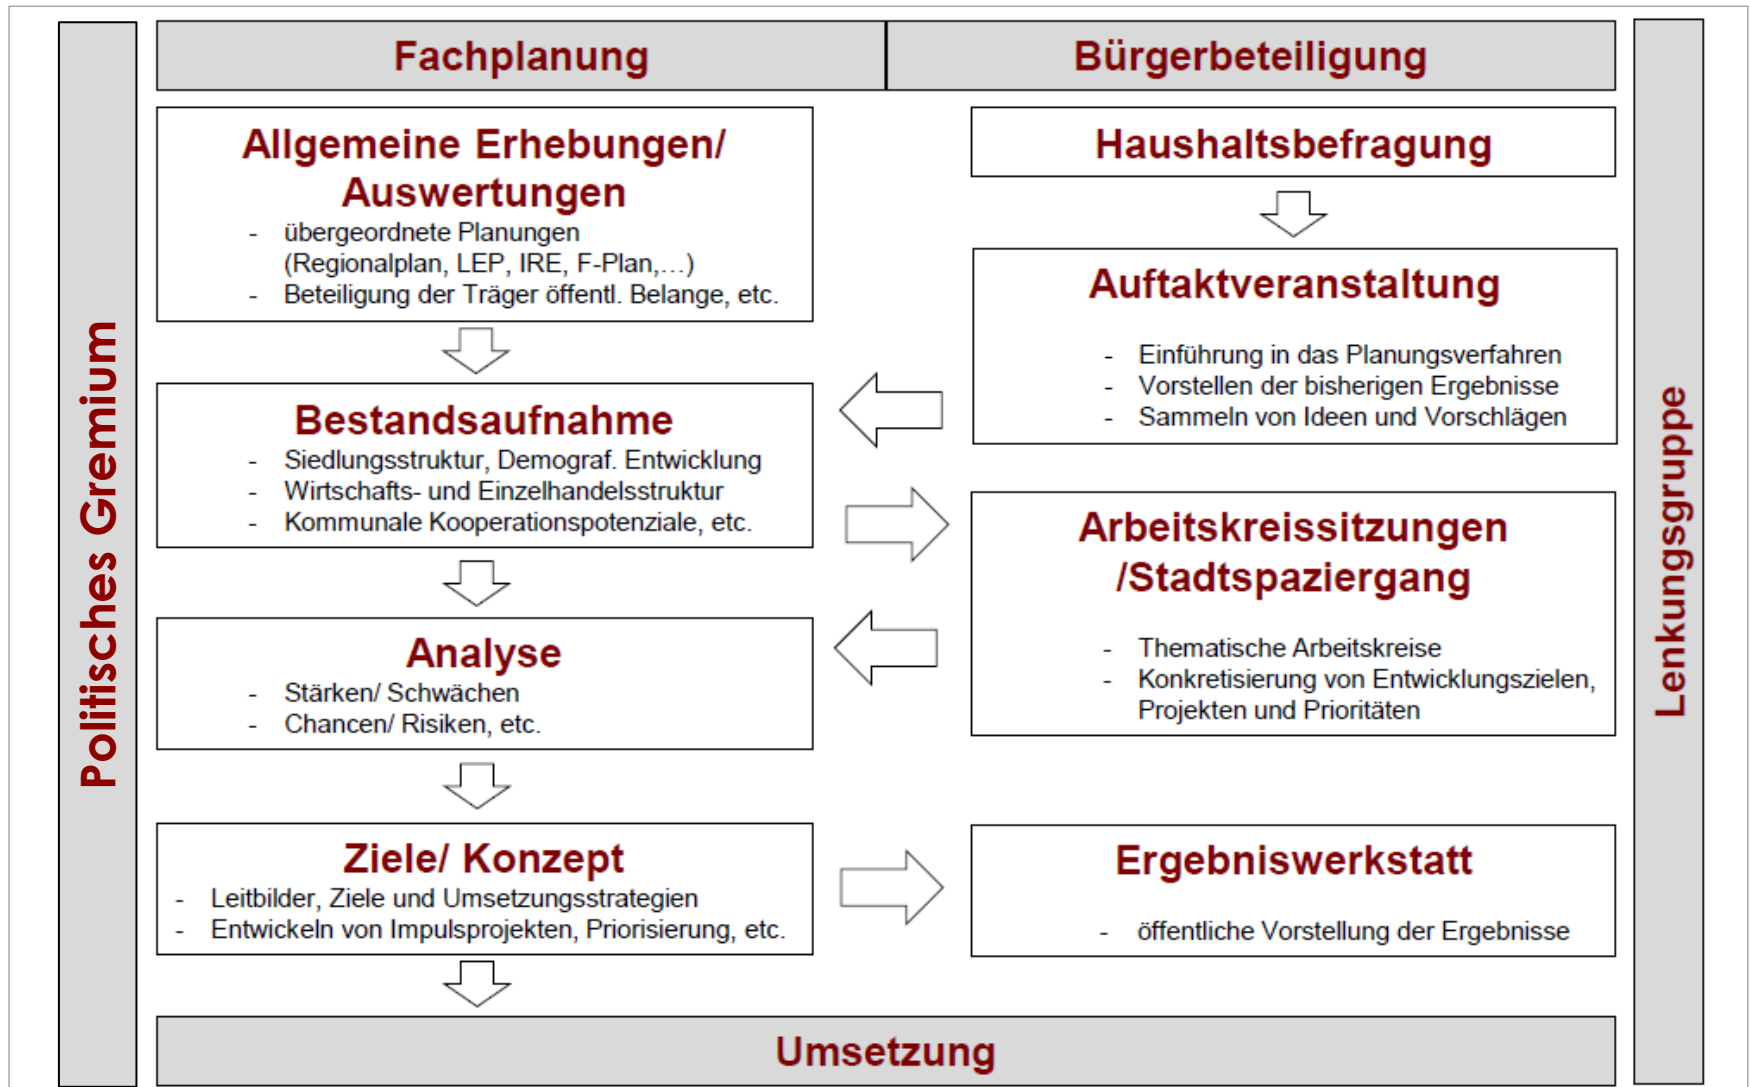 Politisches Gremium
Fachplanung
Bürgerbeteiligung
Allgemeine Erhebungen/
Auswertungen
- übergeordnete Planungen
(Regionalplan, LEP, IRE, F-Plan,…)
- Beteiligung der Träger öffentl. Belange, etc.
Bestandsaufnahme
- Siedlungsstruktur, Demograf. Entwicklung
- Wirtschafts- und Einzelhandelsstruktur
- Kommunale Kooperationspotenziale, etc.
Analyse
- Stärken/ Schwächen
- Chancen/ Risiken, etc.
Ziele/ Konzept
- Leitbilder, Ziele und Umsetzungsstrategien
- Entwickeln von Impulsprojekten, Priorisierung, etc.
Haushaltsbefragung
Auftaktveranstaltung
- Einführung in das Planungsverfahren
- Vorstellen der bisherigen Ergebnisse
- Sammeln von Ideen und Vorschlägen
Arbeitskreissitzungen
/Stadtspaziergang
- Thematische Arbeitskreise
- Konkretisierung von Entwicklungszielen,
Projekten und Prioritäten
Ergebniswerkstatt
- öffentliche Vorstellung der Ergebnisse
Umsetzung
Lenkungsgruppe